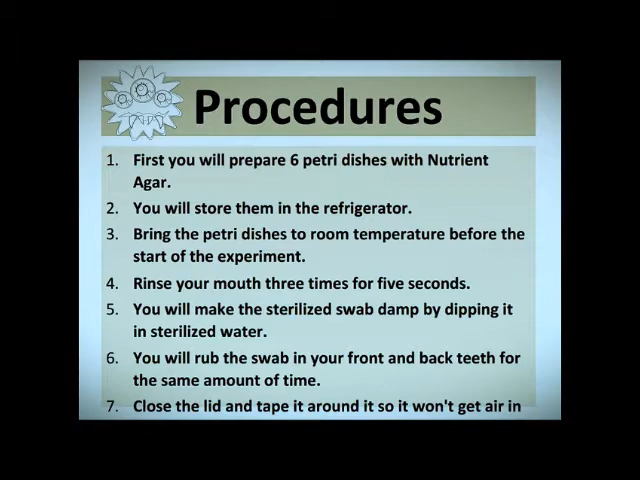 Procedures
1. First you will prepare 6 petri dishes with Nutrient
Agar.
2. You will store them in the refrigerator.
3. Bring the petri dishes to room temperature before the
start of the experiment.
4. Rinse your mouth three times for five seconds.
5. You will make the sterilized swab damp by dipping it
in sterilized water.
6. You will rub the swab in your front and back teeth for
the same amount of time.
7. Close the lid and tape it around it so it won't get air in